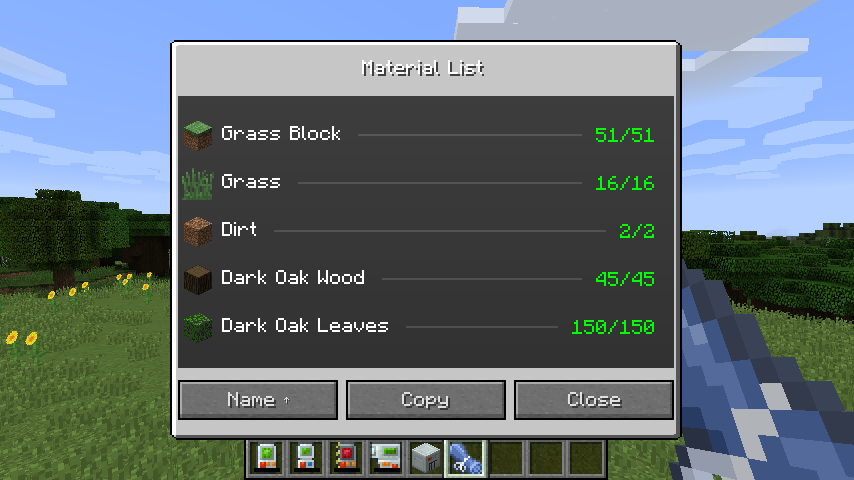 Material List
Grass Block 51/51
Grass 16/16
Dirt 2/2
Dark Oak Wood 45/45
Dark Oak Leaves 150/150
Name ↑ Copy Close